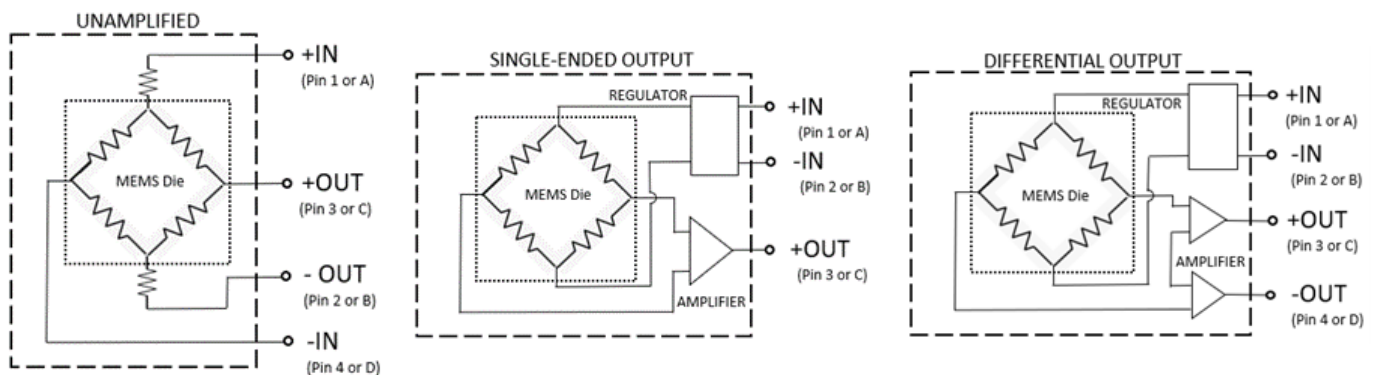 UNAMPLIFIED
+IN
(Pin 1 or A)
MEMS Die
+OUT
(Pin 3 or C)
- OUT
(Pin 2 or B)
-IN
(Pin 4 or D)
SINGLE-ENDED OUTPUT
REGULATOR
+IN
(Pin 1 or A)
-IN
(Pin 2 or B)
MEMS Die
+OUT
(Pin 3 or C)
AMPLIFIER
DIFFERENTIAL OUTPUT
REGULATOR
+IN
(Pin 1 or A)
-IN
(Pin 2 or B)
MEMS Die
+OUT
(Pin 3 or C)
AMPLIFIER
-OUT
(Pin 4 or D)